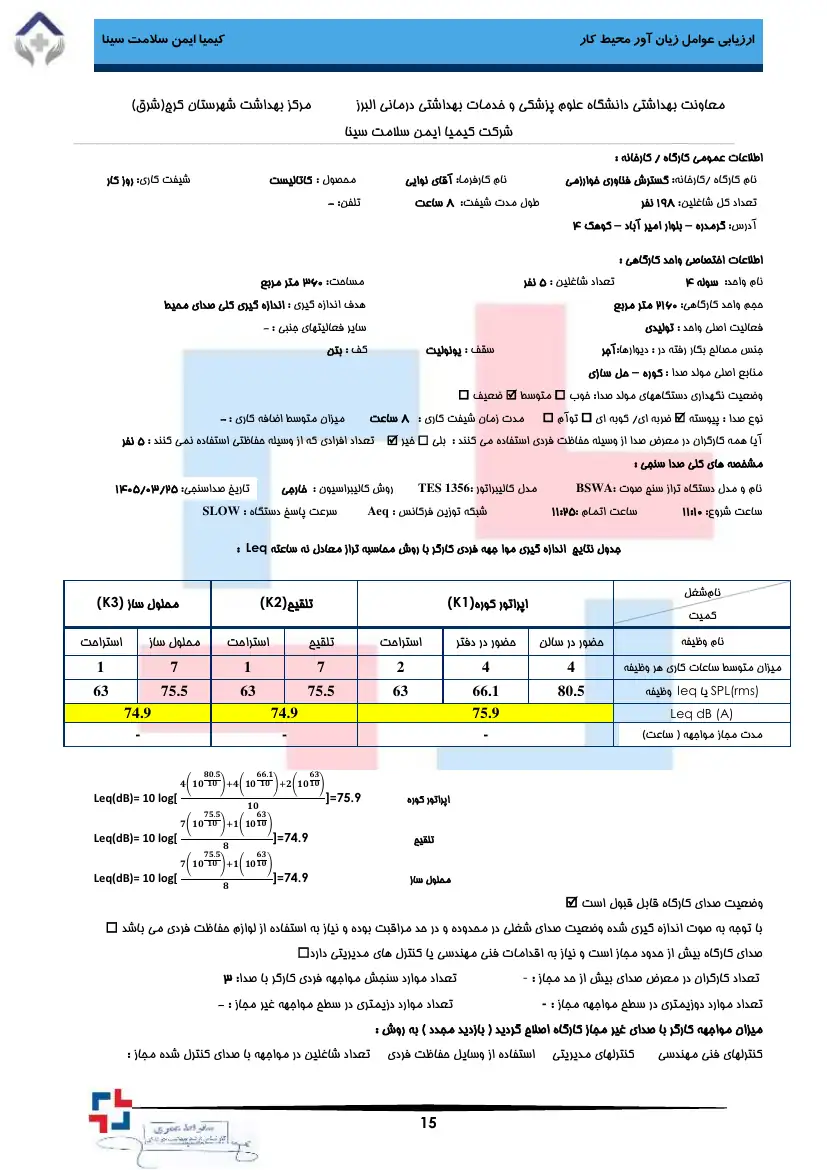 ارزیابی عوامل زیان آور محیط کار کیمیا ایمن سلامت سینا
معاونت بهداشتی دانشگاه علوم پزشکی و خدمات بهداشتی درمانی البرز مرکز بهداشت شهرستان کرج(شرق)
شرکت کیمیا ایمن سلامت سینا
اطلاعات عمومی کارگاه / کارخانه :
نام کارگاه /کارخانه: گسترش فناوری خوارزمی نام کارفرما: آقای نوایی محصول : کاتالیست شیفت کاری: روز کار
تعداد کل شاغلین: ۱۹۸ نفر طول مدت شیفت: ۸ ساعت تلفن: –
آدرس: گرمدره – بلوار امیر آباد – کوهک ۴
اطلاعات اختصاصی واحد کارگاهی :
نام واحد: سوله ۴ تعداد شاغلین : ۵ نفر مساحت: ۳۶۰ متر مربع
حجم واحد کارگاهی: ۲۱۶۰ متر مربع هدف اندازه گیری : اندازه گیری کلی صدای محیط
فعالیت اصلی واحد : تولیدی سایر فعالیتهای جنبی : –
جنس مصالح بکار رفته در : دیوارها:آجر سقف : یونولیت کف : بتن
منابع اصلی مولد صدا : کوره – حل سازی
وضعیت نگهداری دستگاههای مولد صدا: خوب ☐ متوسط ☑ ضعیف ☐
نوع صدا : پیوسته ☑ ضربه ای/ کوبه ای ☐ توآم ☐ مدت زمان شیفت کاری : ۸ ساعت میزان متوسط اضافه کاری : –
آیا همه کارگران در معرض صدا از وسیله حفاظت فردی استفاده می کنند : بلی ☐ خیر ☑ تعداد افرادی که از وسیله حفاظتی استفاده نمی کنند : ۵ نفر
مشخصه های کلی صدا سنجی :
نام و مدل دستگاه تراز سنج صوت :BSWA مدل کالیبراتور :TES 1356 روش کالیبراسیون : خارجی تاریخ صداسنجی: ۱۴۰۵/۰۳/۲۵
ساعت شروع: ۱۱:۱۰ ساعت اتمام :۱۱:۲۵ شبکه توزین فرکانس : Aeq سرعت پاسخ دستگاه : SLOW
جدول نتایج اندازه گیری موا جهه فردی کارگر با روش محاسبه تراز معادل نه ساعته Leq :
نام‌شغل کمیت اپراتور کوره(K1) تلقیح(K2) محلول ساز (K3)
نام وظیفه حضور در سالن حضور در دفتر استراحت تلقیح استراحت محلول ساز استراحت
میزان متوسط ساعات کاری هر وظیفه 4 4 2 7 1 7 1
SPL(rms) یا leq وظیفه 80.5 66.1 63 75.5 63 75.5 63
Leq dB (A) 75.9 74.9 74.9
مدت مجاز مواجهه ( ساعت) - - -
Leq(dB)= 10 log[ 4(10^80.5/10)+4(10^66.1/10)+2(10^63/10) / 10 ]=75.9 اپراتور کوره
Leq(dB)= 10 log[ 7(10^75.5/10)+1(10^63/10) / 8 ]=74.9 تلقیح
Leq(dB)= 10 log[ 7(10^75.5/10)+1(10^63/10) / 8 ]=74.9 محلول ساز
وضعیت صدای کارگاه قابل قبول است ☑
با توجه به صوت اندازه گیری شده وضعیت صدای شغلی در محدوده و در حد مراقبت بوده و نیاز به استفاده از لوازم حفاظت فردی می باشد ☐
صدای کارگاه بیش از حدود مجاز است و نیاز به اقدامات فنی مهندسی یا کنترل های مدیریتی دارد☐
تعداد کارگران در معرض صدای بیش از حد مجاز : - تعداد موارد سنجش مواجهه فردی کارگر با صدا: ۳
تعداد موارد دوزیمتری در سطح مواجهه مجاز : - تعداد موارد دزیمتری در سطح مواجهه غیر مجاز : –
میزان مواجهه کارگر با صدای غیر مجاز کارگاه اصلاح گردید ( بازدید مجدد ) به روش :
کنترلهای فنی مهندسی کنترلهای مدیریتی استفاده از وسایل حفاظت فردی تعداد شاغلین در مواجهه با صدای کنترل شده مجاز :
15